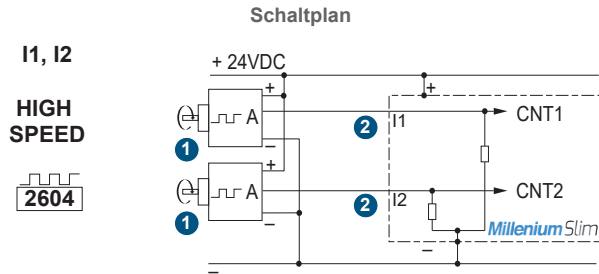 Schaltplan
I1, I2
HIGH
SPEED
2604
+ 24VDC
+
A
–
1
2
I1
+
CNT1
+
A
–
1
2
I2
CNT2
Millenium Slim
–
–